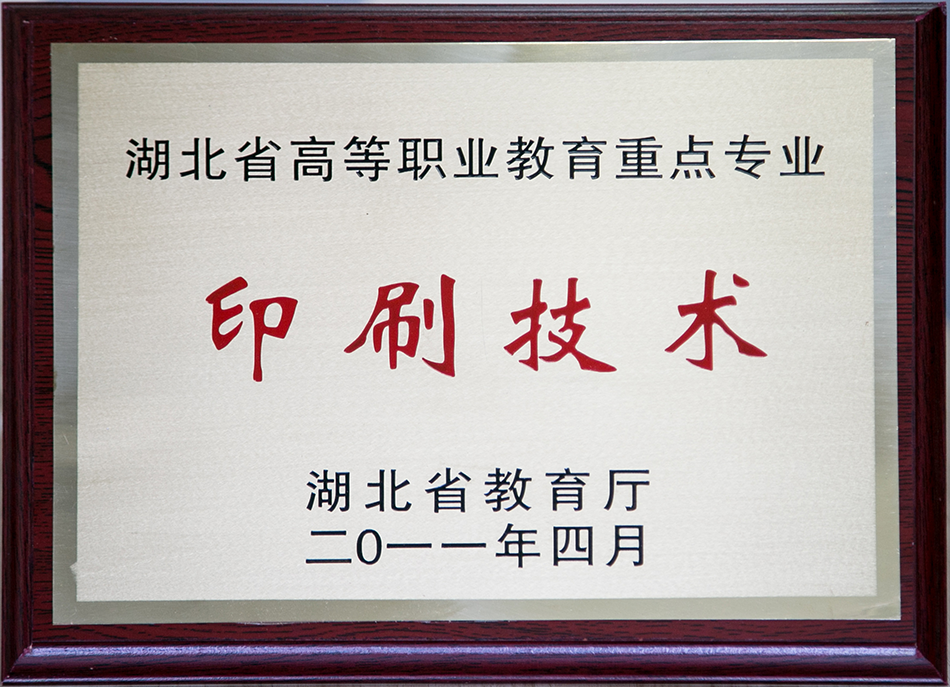 湖北省高等职业教育重点专业
印刷技术
湖北省教育厅
二0一一年四月